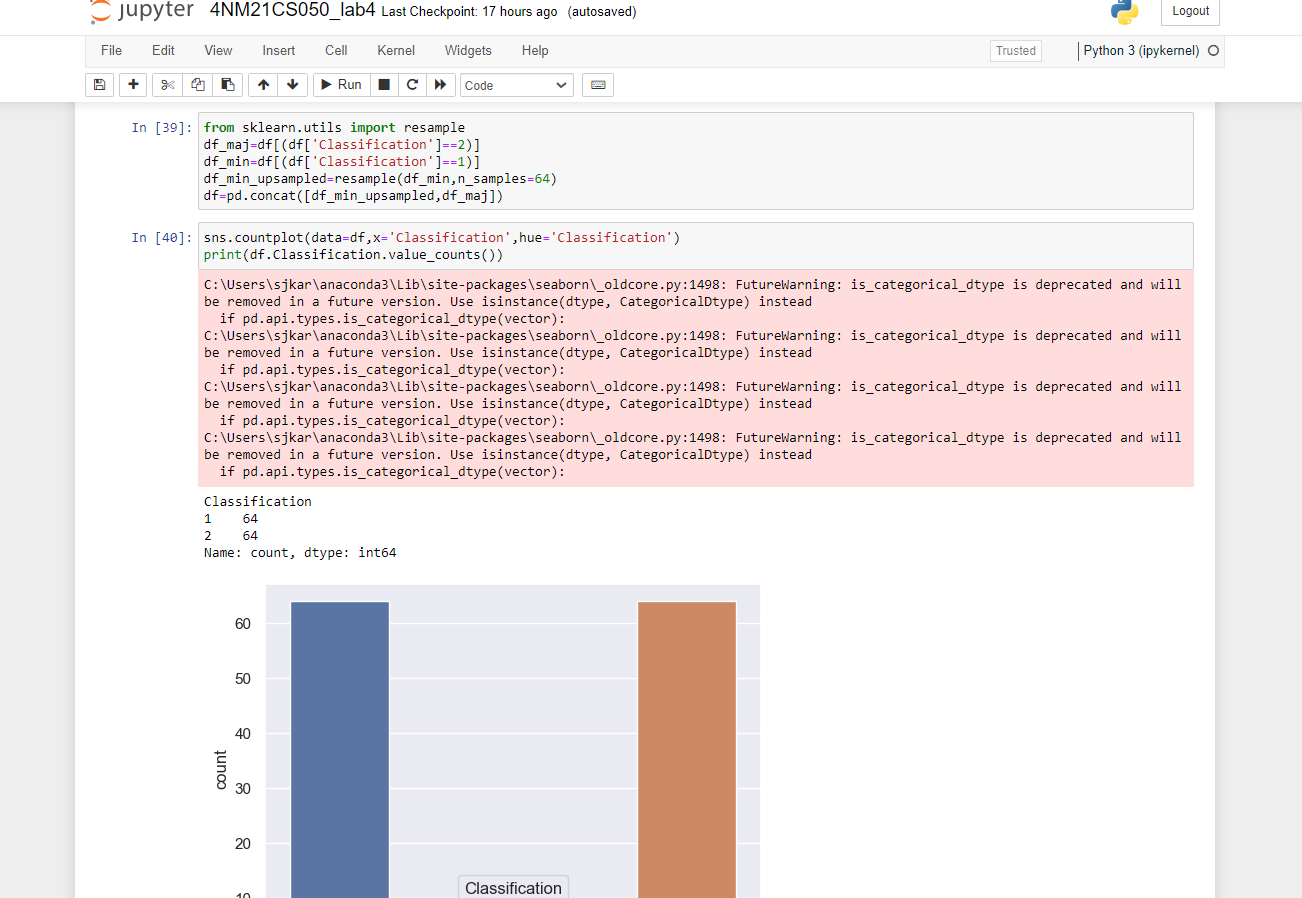 jupyter 4NM21CS050_lab4 Last Checkpoint: 17 hours ago (autosaved)
Logout
File Edit View Insert Cell Kernel Widgets Help
Trusted
Python 3 (ipykernel)
Run
Code
In [39]: from sklearn.utils import resample
df_maj=df[(df['Classification']==2)]
df_min=df[(df['Classification']==1)]
df_min_upsampled=resample(df_min,n_samples=64)
df=pd.concat([df_min_upsampled,df_maj])
In [40]: sns.countplot(data=df,x='Classification',hue='Classification')
print(df.Classification.value_counts())
C:\Users\sjkar\anaconda3\Lib\site-packages\seaborn\_oldcore.py:1498: FutureWarning: is_categorical_dtype is deprecated and will
be removed in a future version. Use isinstance(dtype, CategoricalDtype) instead
  if pd.api.types.is_categorical_dtype(vector):
C:\Users\sjkar\anaconda3\Lib\site-packages\seaborn\_oldcore.py:1498: FutureWarning: is_categorical_dtype is deprecated and will
be removed in a future version. Use isinstance(dtype, CategoricalDtype) instead
  if pd.api.types.is_categorical_dtype(vector):
C:\Users\sjkar\anaconda3\Lib\site-packages\seaborn\_oldcore.py:1498: FutureWarning: is_categorical_dtype is deprecated and will
be removed in a future version. Use isinstance(dtype, CategoricalDtype) instead
  if pd.api.types.is_categorical_dtype(vector):
C:\Users\sjkar\anaconda3\Lib\site-packages\seaborn\_oldcore.py:1498: FutureWarning: is_categorical_dtype is deprecated and will
be removed in a future version. Use isinstance(dtype, CategoricalDtype) instead
  if pd.api.types.is_categorical_dtype(vector):
Classification
1    64
2    64
Name: count, dtype: int64
60
50
40
count
30
20
10
Classification